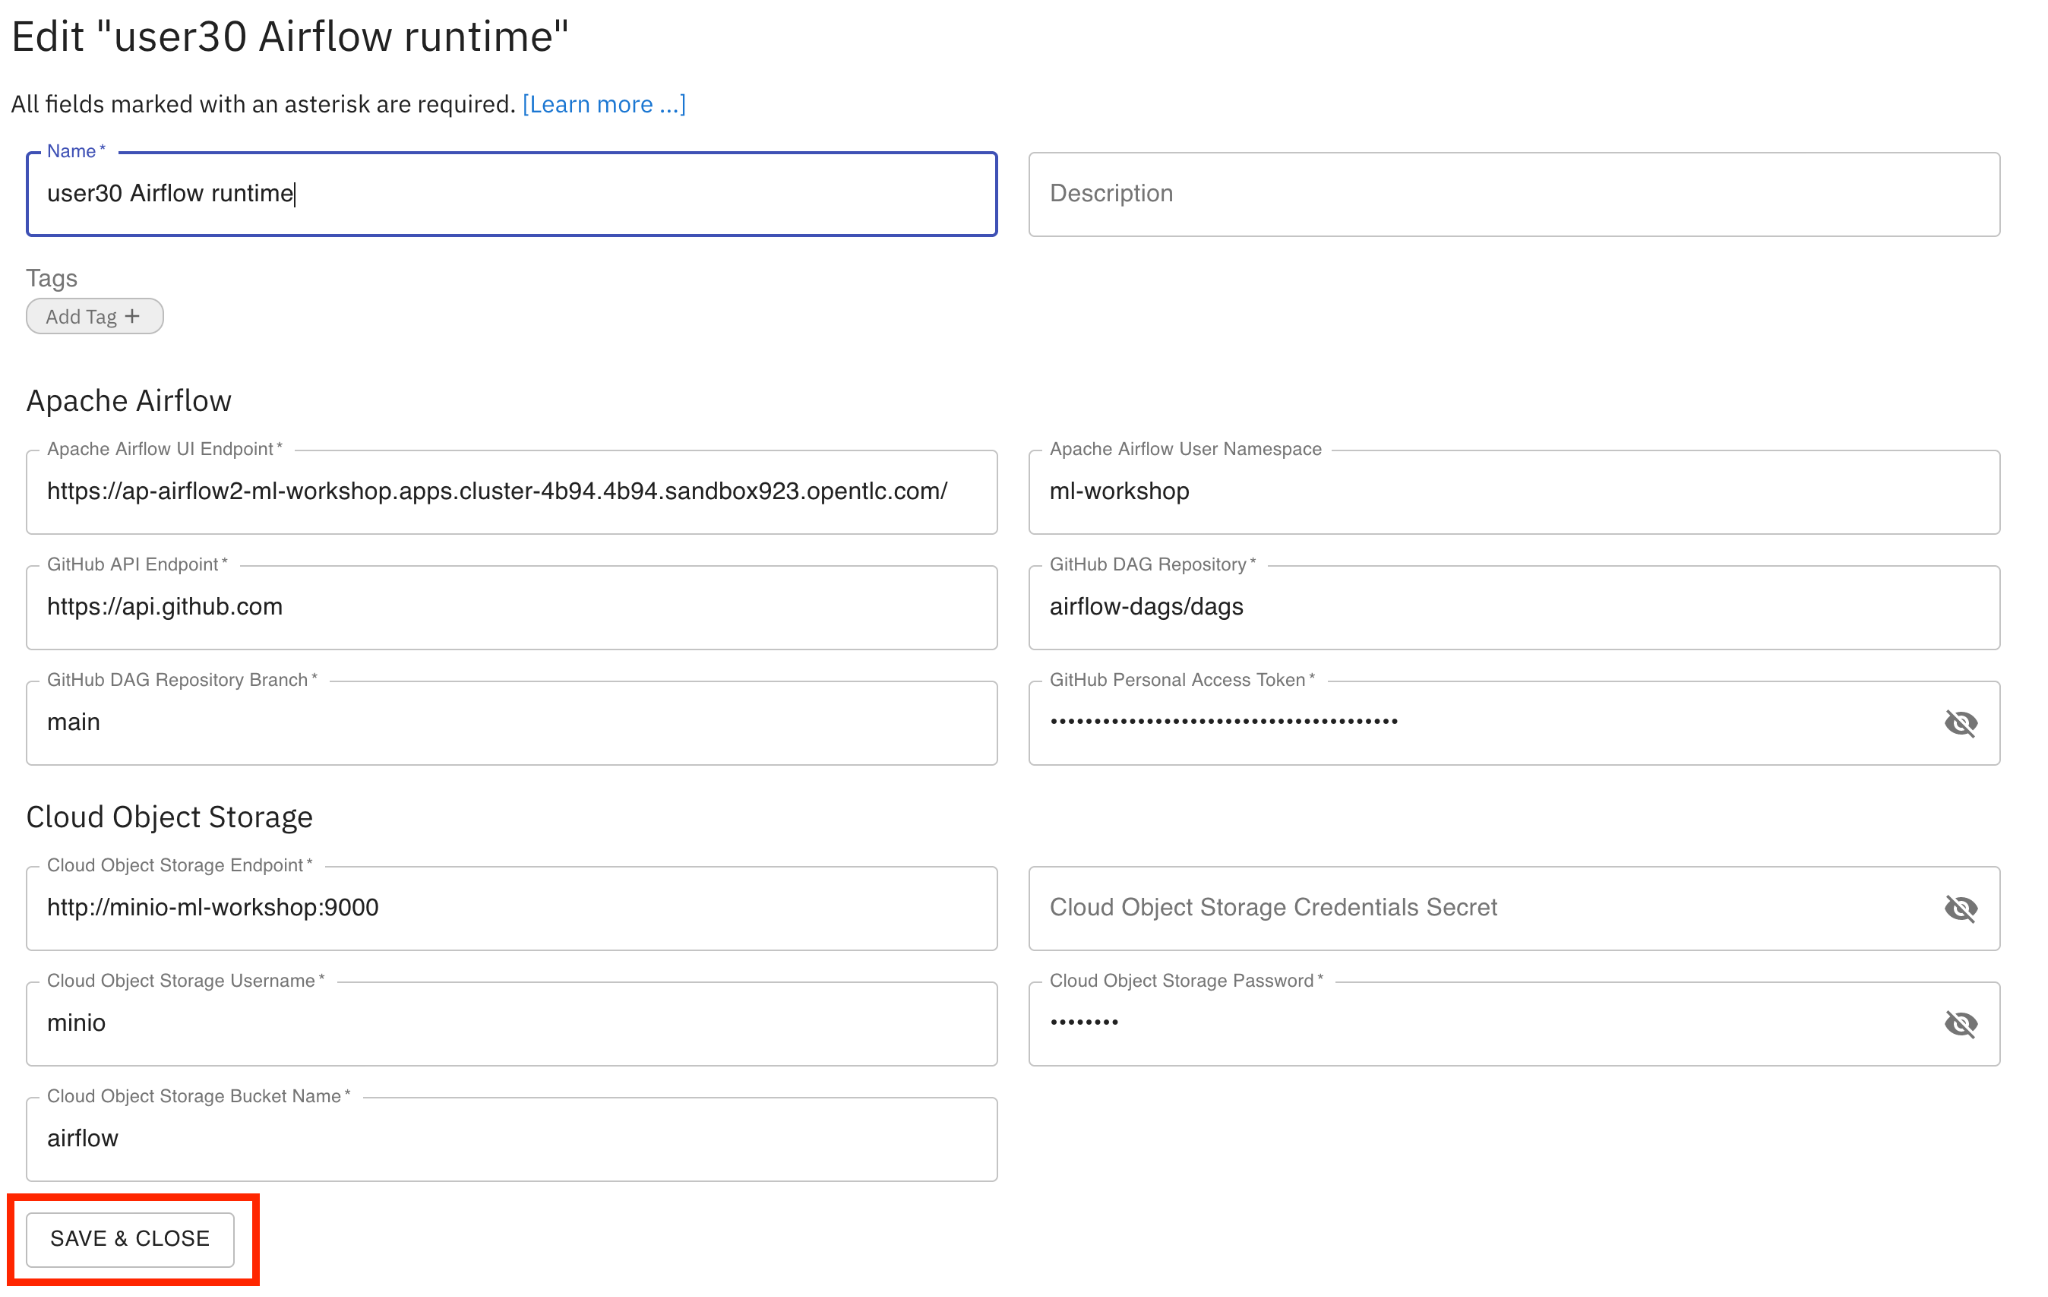 Edit "user30 Airflow runtime"
All fields marked with an asterisk are required. [Learn more ...]
Name *
user30 Airflow runtime
Description
Tags
Add Tag +
Apache Airflow
Apache Airflow UI Endpoint *
https://ap-airflow2-ml-workshop.apps.cluster-4b94.4b94.sandbox923.opentlc.com/
Apache Airflow User Namespace
ml-workshop
GitHub API Endpoint *
https://api.github.com
GitHub DAG Repository *
airflow-dags/dags
GitHub DAG Repository Branch *
main
GitHub Personal Access Token *
••••••••••••••••••••••••••••••••••••••••
Cloud Object Storage
Cloud Object Storage Endpoint *
http://minio-ml-workshop:9000
Cloud Object Storage Credentials Secret
Cloud Object Storage Username *
minio
Cloud Object Storage Password *
••••••••
Cloud Object Storage Bucket Name *
airflow
SAVE & CLOSE